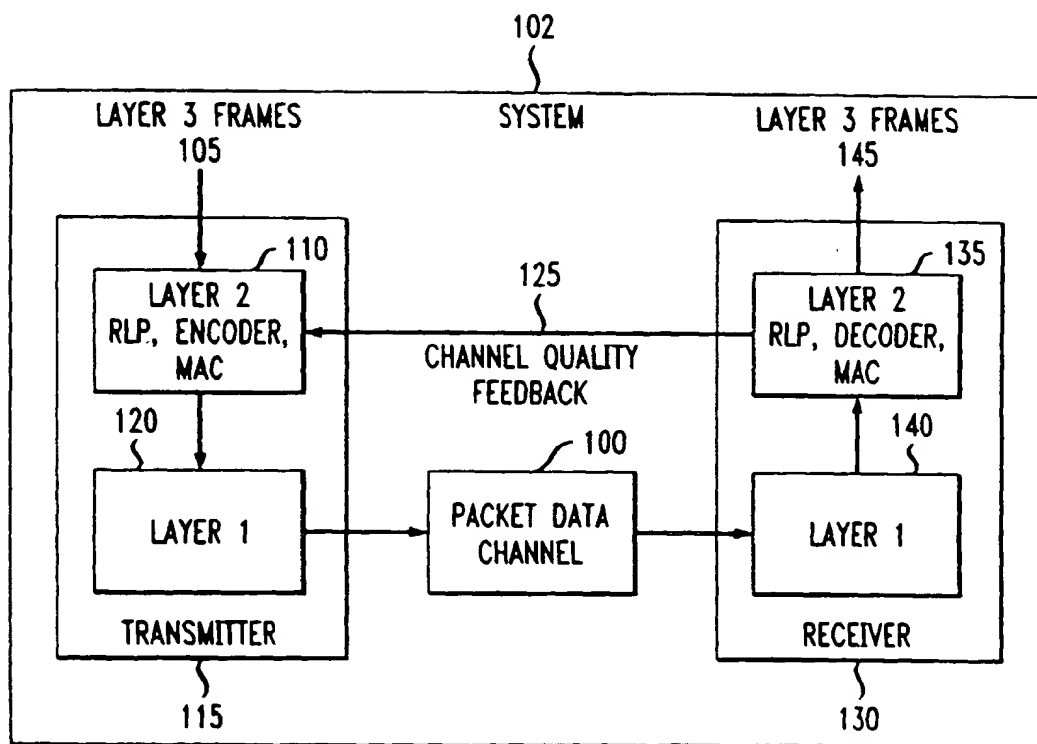 102
LAYER 3 FRAMES
105
SYSTEM
LAYER 3 FRAMES
145
110
LAYER 2
RLP, ENCODER,
MAC
125
CHANNEL QUALITY
FEEDBACK
135
LAYER 2
RLP, DECODER,
MAC
120
LAYER 1
100
PACKET DATA
CHANNEL
140
LAYER 1
TRANSMITTER
115
RECEIVER
130